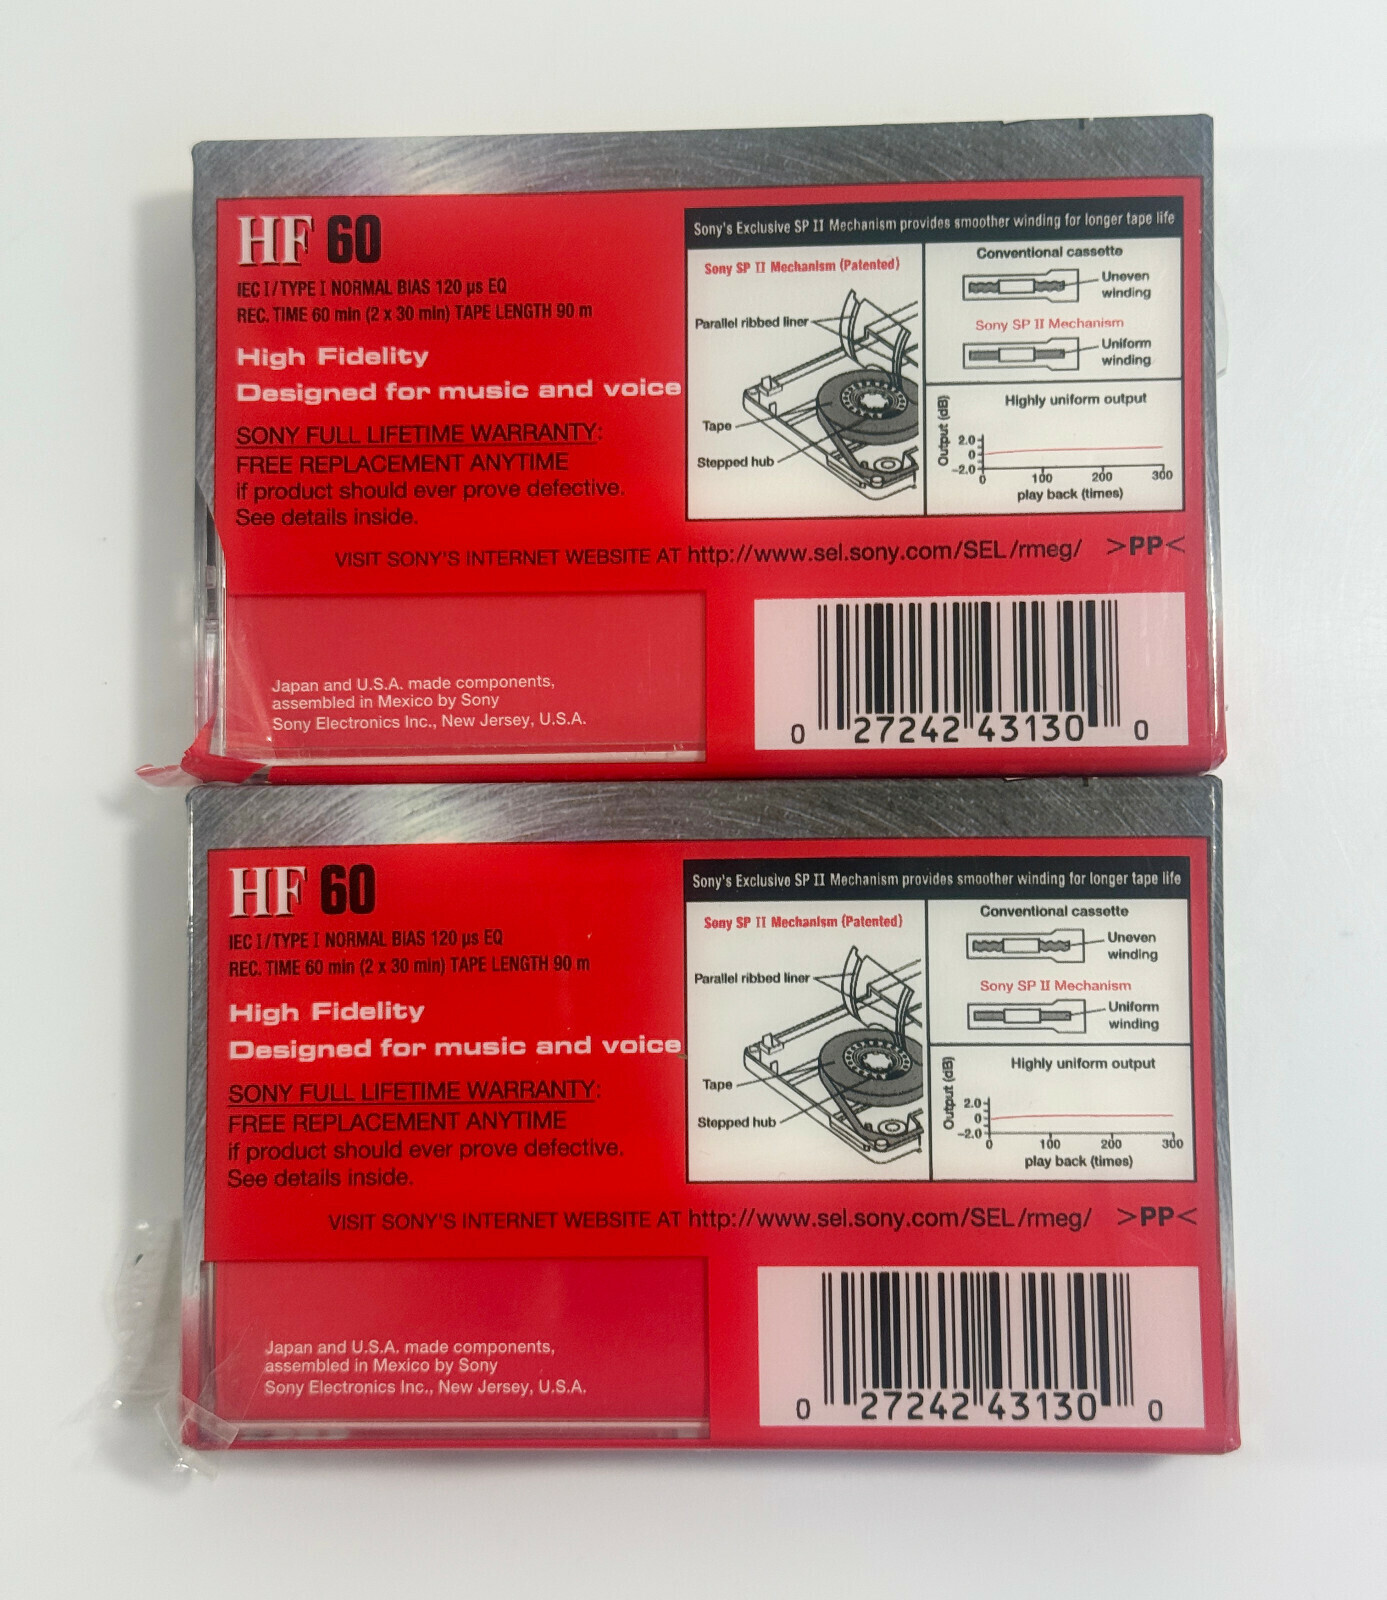 HF 60
IEC I/TYPE I NORMAL BIAS 120 µs EQ
REC. TIME 60 min (2 x 30 min) TAPE LENGTH 90 m
High Fidelity
Designed for music and voice
SONY FULL LIFETIME WARRANTY:
FREE REPLACEMENT ANYTIME
if product should ever prove defective.
See details inside.
Sony's Exclusive SP II Mechanism provides smoother winding for longer tape life
Sony SP II Mechanism (Patented)
Parallel ribbed liner
Tape
Stepped hub
Conventional cassette
Uneven
winding
Sony SP II Mechanism
Uniform
winding
Highly uniform output
Output (dB)
2.0
0
-2.0
0 100 200 300
play back (times)
VISIT SONY'S INTERNET WEBSITE AT http://www.sel.sony.com/SEL/rmeg/ >PP<
Japan and U.S.A. made components,
assembled in Mexico by Sony
Sony Electronics Inc., New Jersey, U.S.A.
0 27242 43130 0
HF 60
IEC I/TYPE I NORMAL BIAS 120 µs EQ
REC. TIME 60 min (2 x 30 min) TAPE LENGTH 90 m
High Fidelity
Designed for music and voice
SONY FULL LIFETIME WARRANTY:
FREE REPLACEMENT ANYTIME
if product should ever prove defective.
See details inside.
Sony's Exclusive SP II Mechanism provides smoother winding for longer tape life
Sony SP II Mechanism (Patented)
Parallel ribbed liner
Tape
Stepped hub
Conventional cassette
Uneven
winding
Sony SP II Mechanism
Uniform
winding
Highly uniform output
Output (dB)
2.0
0
-2.0
0 100 200 300
play back (times)
VISIT SONY'S INTERNET WEBSITE AT http://www.sel.sony.com/SEL/rmeg/ >PP<
Japan and U.S.A. made components,
assembled in Mexico by Sony
Sony Electronics Inc., New Jersey, U.S.A.
0 27242 43130 0